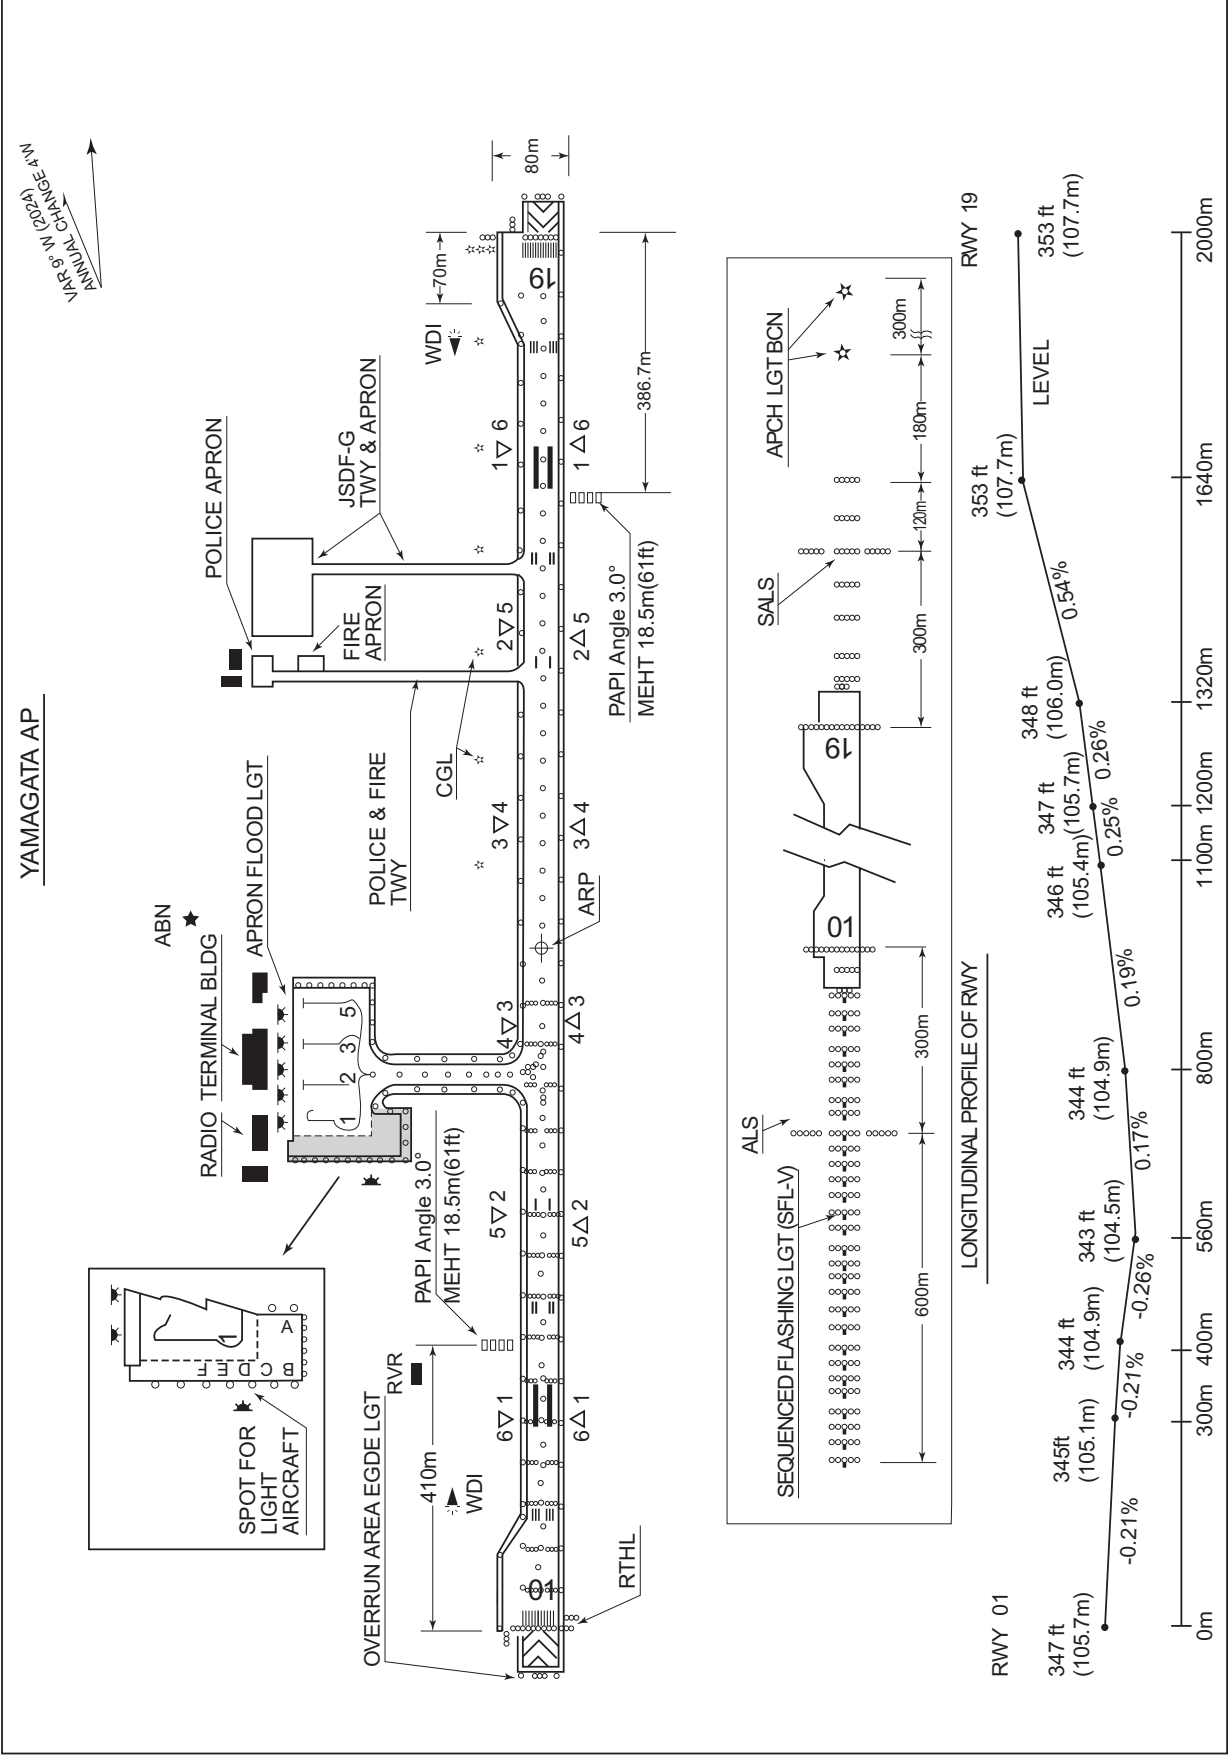 YAMAGATA AP
VAR 9° W (2024)
ANNUAL CHANGE 4'W
SPOT FOR
LIGHT
AIRCRAFT
A
B
C
D
E
F
1
RADIO
TERMINAL BLDG
ABN
APRON FLOOD LGT
1
2
3
5
POLICE APRON
FIRE
APRON
JSDF-G
TWY & APRON
POLICE & FIRE
TWY
CGL
WDI
70m
80m
OVERRUN AREA EGDE LGT
RVR
410m
WDI
PAPI Angle 3.0°
MEHT 18.5m(61ft)
6▽1
5▽2
4▽3
3▽4
2▽5
1▽6
01
19
6△1
5△2
4△3
3△4
2△5
1△6
RTHL
ARP
PAPI Angle 3.0°
MEHT 18.5m(61ft)
386.7m
SEQUENCED FLASHING LGT (SFL-V)
ALS
SALS
APCH LGT BCN
01
19
600m
300m
300m
120m
180m
300m
LONGITUDINAL PROFILE OF RWY
RWY 01
RWY 19
347 ft
(105.7m)
345ft
(105.1m)
344 ft
(104.9m)
343 ft
(104.5m)
344 ft
(104.9m)
346 ft
(105.4m)
347 ft
(105.7m)
348 ft
(106.0m)
353 ft
(107.7m)
353 ft
(107.7m)
-0.21%
-0.21%
-0.26%
0.17%
0.19%
0.25%
0.26%
0.54%
LEVEL
0m
300m
400m
560m
800m
1100m
1200m
1320m
1640m
2000m